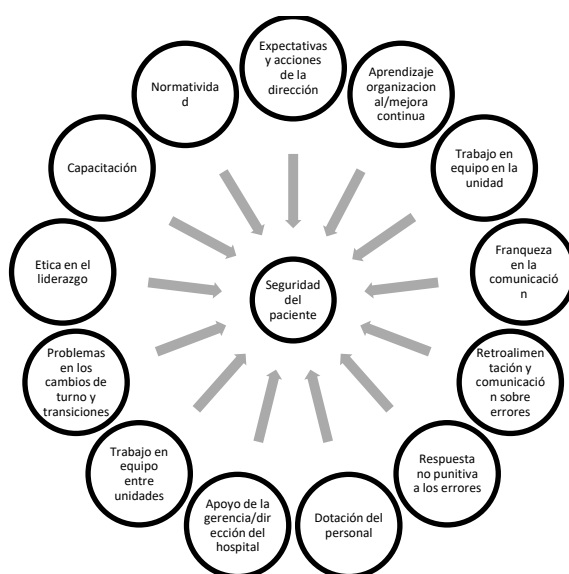 Expectativas
y acciones
de la
dirección
Aprendizaje
organizacion
al/mejora
continua
Trabajo en
equipo en la
unidad
Franqueza
en la
comunicació
n
Retroalimen
tación y
comunicació
n sobre
errores
Respuesta
no punitiva
a los errores
Dotación del
personal
Apoyo de la
gerencia/dir
ección del
hospital
Trabajo en
equipo
entre
unidades
Problemas
en los
cambios de
turno y
transiciones
Etica en el
liderazgo
Capacitación
Normativida
d
Seguridad
del
paciente